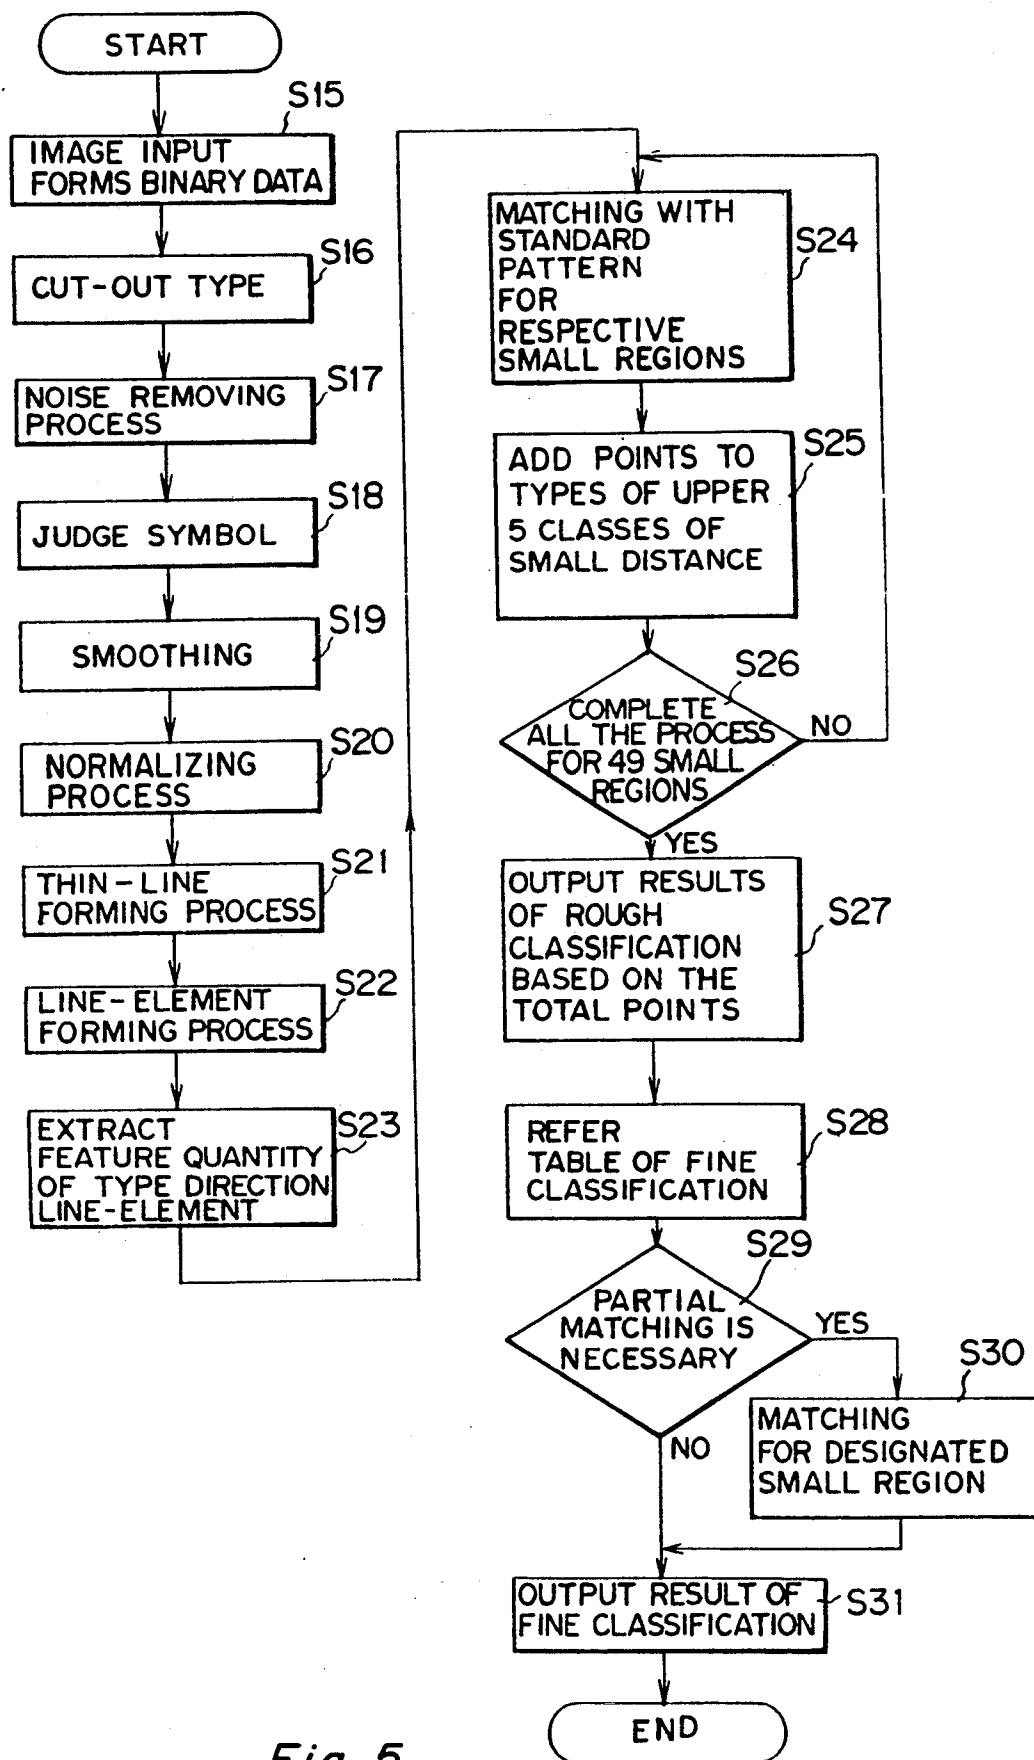 START
S15
IMAGE INPUT
FORMS BINARY DATA
S16
CUT-OUT TYPE
S17
NOISE REMOVING
PROCESS
S18
JUDGE SYMBOL
S19
SMOOTHING
S20
NORMALIZING
PROCESS
S21
THIN-LINE
FORMING PROCESS
S22
LINE-ELEMENT
FORMING PROCESS
S23
EXTRACT
FEATURE QUANTITY
OF TYPE DIRECTION
LINE-ELEMENT
S24
MATCHING WITH
STANDARD
PATTERN
FOR
RESPECTIVE
SMALL REGIONS
S25
ADD POINTS TO
TYPES OF UPPER
5 CLASSES OF
SMALL DISTANCE
S26
COMPLETE
ALL THE PROCESS
FOR 49 SMALL
REGIONS
NO
YES
S27
OUTPUT RESULTS
OF ROUGH
CLASSIFICATION
BASED ON THE
TOTAL POINTS
S28
REFER
TABLE OF FINE
CLASSIFICATION
S29
PARTIAL
MATCHING IS
NECESSARY
YES
NO
S30
MATCHING
FOR DESIGNATED
SMALL REGION
S31
OUTPUT RESULT OF
FINE CLASSIFICATION
END
Fig. 5